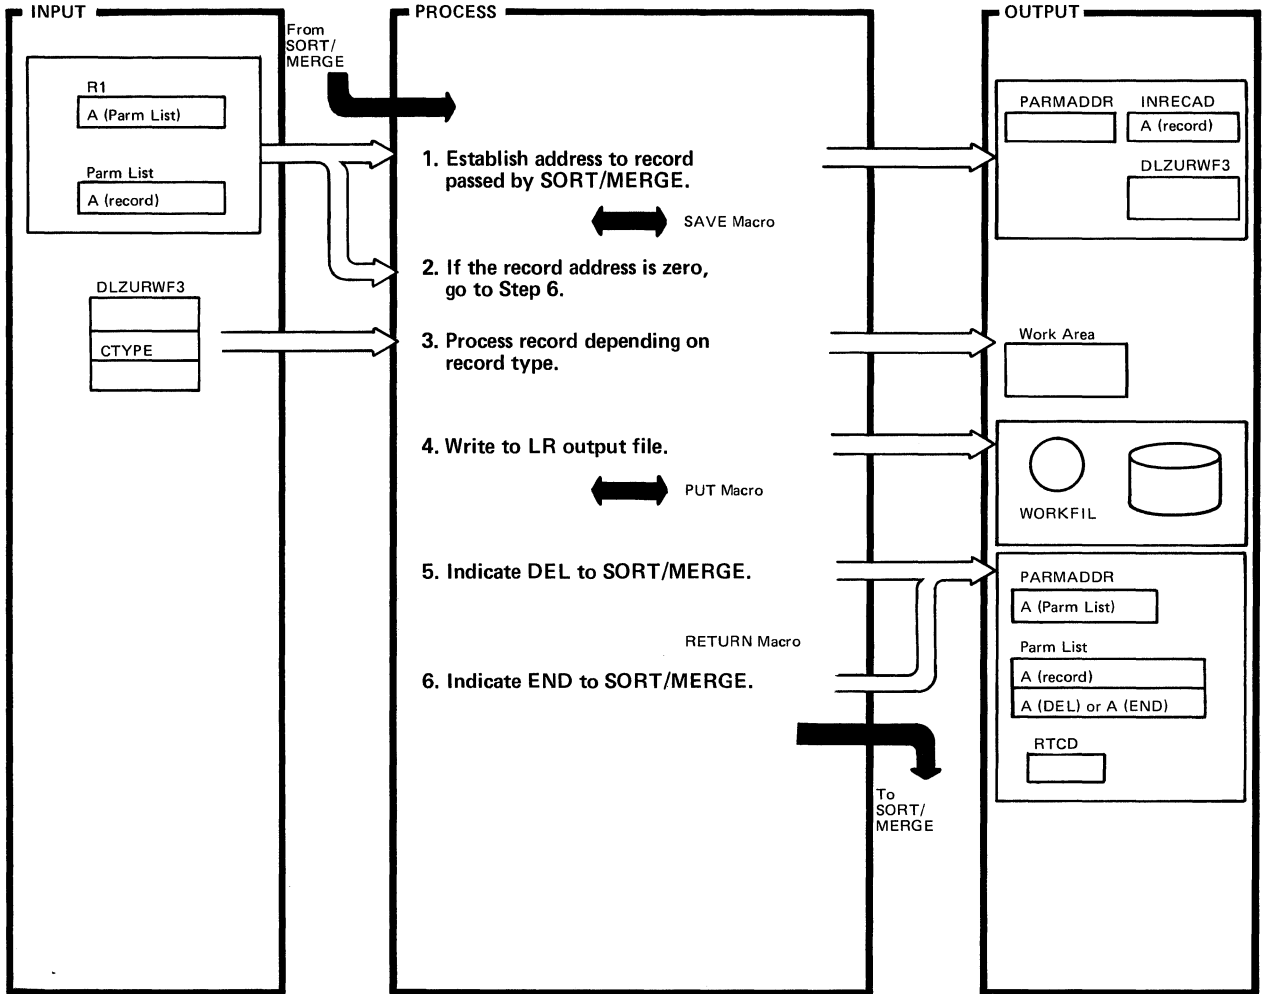 INPUT
R1
A (Parm List)
Parm List
A (record)
DLZURWF3
CTYPE
From
SORT/
MERGE
PROCESS
1. Establish address to record
passed by SORT/MERGE.
SAVE Macro
2. If the record address is zero,
go to Step 6.
3. Process record depending on
record type.
4. Write to LR output file.
PUT Macro
5. Indicate DEL to SORT/MERGE.
RETURN Macro
6. Indicate END to SORT/MERGE.
To
SORT/
MERGE
OUTPUT
PARMADDR INRECAD
A (record)
DLZURWF3
Work Area
WORKFIL
PARMADDR
A (Parm List)
Parm List
A (record)
A (DEL) or A (END)
RTCD